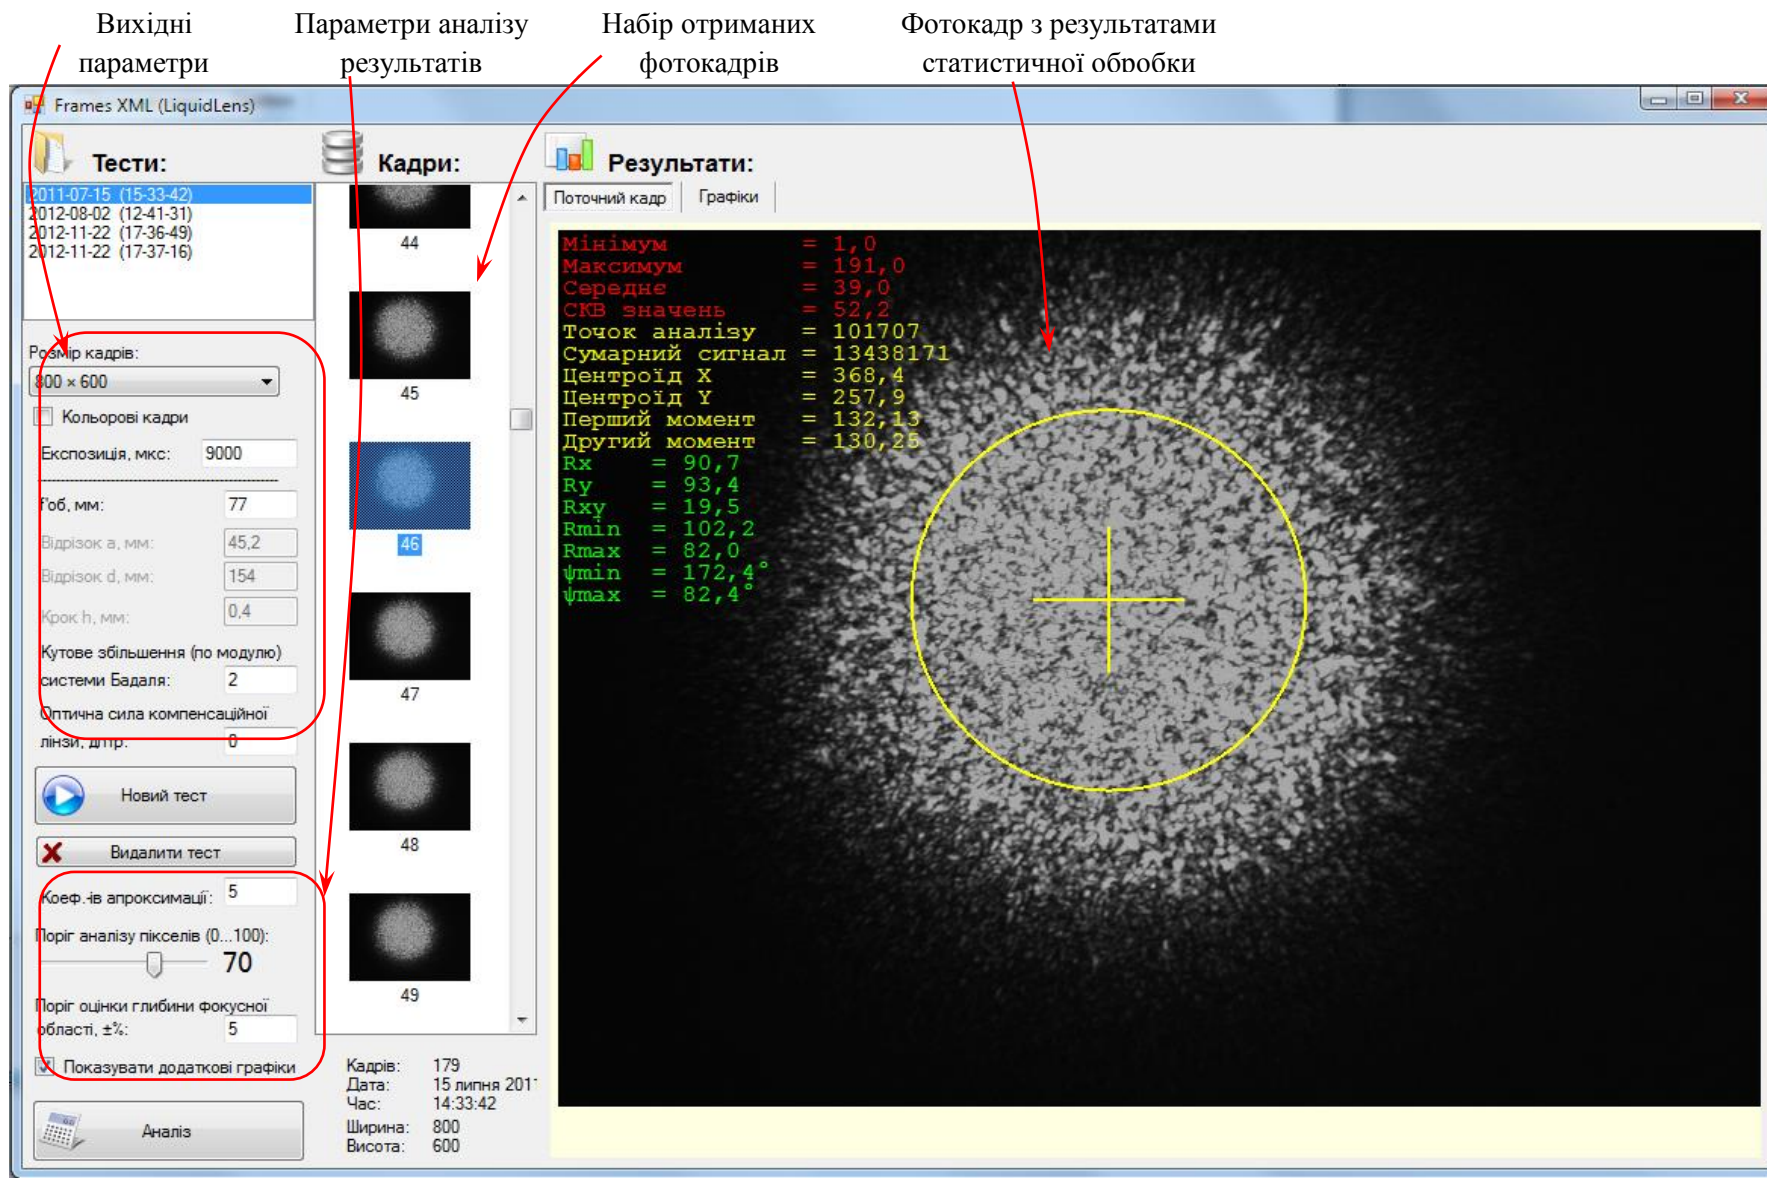 Вихідні
параметри
Параметри аналізу
результатів
Набір отриманих
фотокадрів
Фотокадр з результатами
статистичної обробки
Frames XML (LiquidLens)
Тести:
2011-07-15 (15-33-42)
2012-08-02 (12-41-31)
2012-11-22 (17-36-49)
2012-11-22 (17-37-16)
Розмір кадрів:
800 × 600
Кольорові кадри
Експозиція, мкс: 9000
f'об, мм: 77
Відрізок a, мм: 45,2
Відрізок d, мм: 154
Крок h, мм: 0,4
Кутове збільшення (по модулю)
системи Бадаля: 2
Оптична сила компенсаційної
лінзи, дптр: 0
Новий тест
Видалити тест
Коеф.-ів апроксимації: 5
Поріг аналізу пікселів (0...100):
70
Поріг оцінки глибини фокусної
області, ±%: 5
Показувати додаткові графіки
Аналіз
Кадри:
44
45
46
47
48
49
Кадрів: 179
Дата: 15 липня 2011
Час: 14:33:42
Ширина: 800
Висота: 600
Результати:
Поточний кадр Графіки
Мінімум = 1,0
Максимум = 191,0
Середнє = 39,0
СКВ значень = 52,2
Точок аналізу = 101707
Сумарний сигнал = 13438171
Центроїд X = 368,4
Центроїд Y = 257,9
Перший момент = 132,13
Другий момент = 130,25
Rx = 90,7
Ry = 93,4
Rxy = 19,5
Rmin = 102,2
Rmax = 82,0
ψmin = 172,4°
ψmax = 82,4°